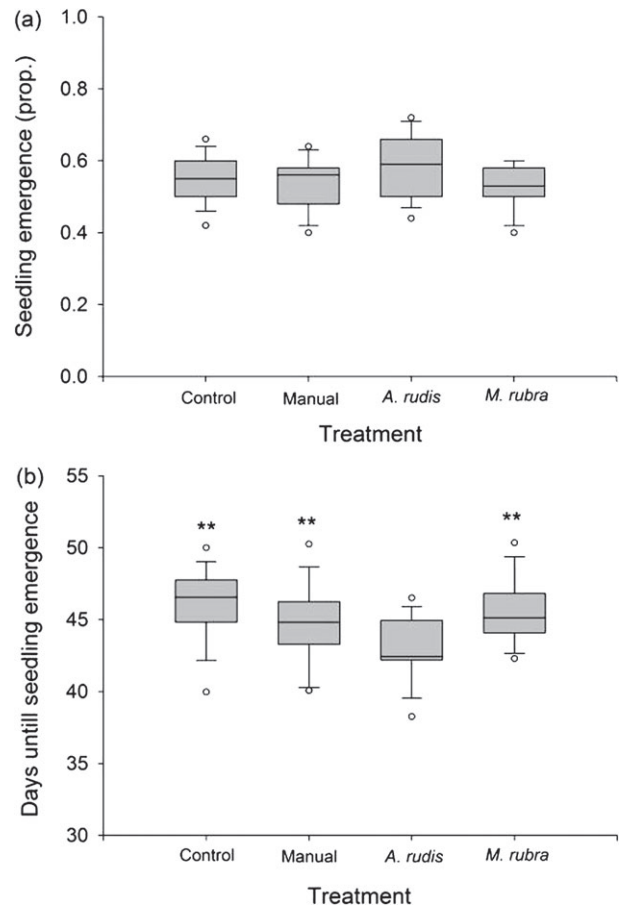 (a)
Seedling emergence (prop.)
1.0
0.8
0.6
0.4
0.2
0.0
Control Manual A. rudis M. rubra
Treatment
(b)
Days untill seedling emergence
55
50
45
40
35
30
** ** **
Control Manual A. rudis M. rubra
Treatment